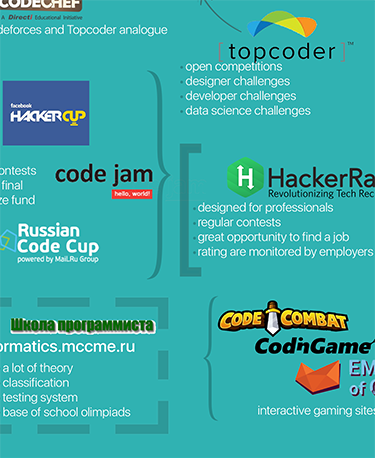 CODECHEF
A Directi Educational Initiative
deforces and Topcoder analogue
[topcoder]™
· open competitions
· designer challenges
· developer challenges
· data science challenges
facebook
HACKERCUP
ontests
final
ze fund
code jam
hello, world!
Russian
Code Cup
powered by Mail.Ru Group
H HackerRa
Revolutionizing Tech Rec
· designed for professionals
· regular contests
· great opportunity to find a job
· rating are monitored by employers
Школа программиста
ormatics.mccme.ru
a lot of theory
classification
testing system
base of school olimpiads
CODE COMBAT
CodinGame
EM
of C
interactive gaming sites